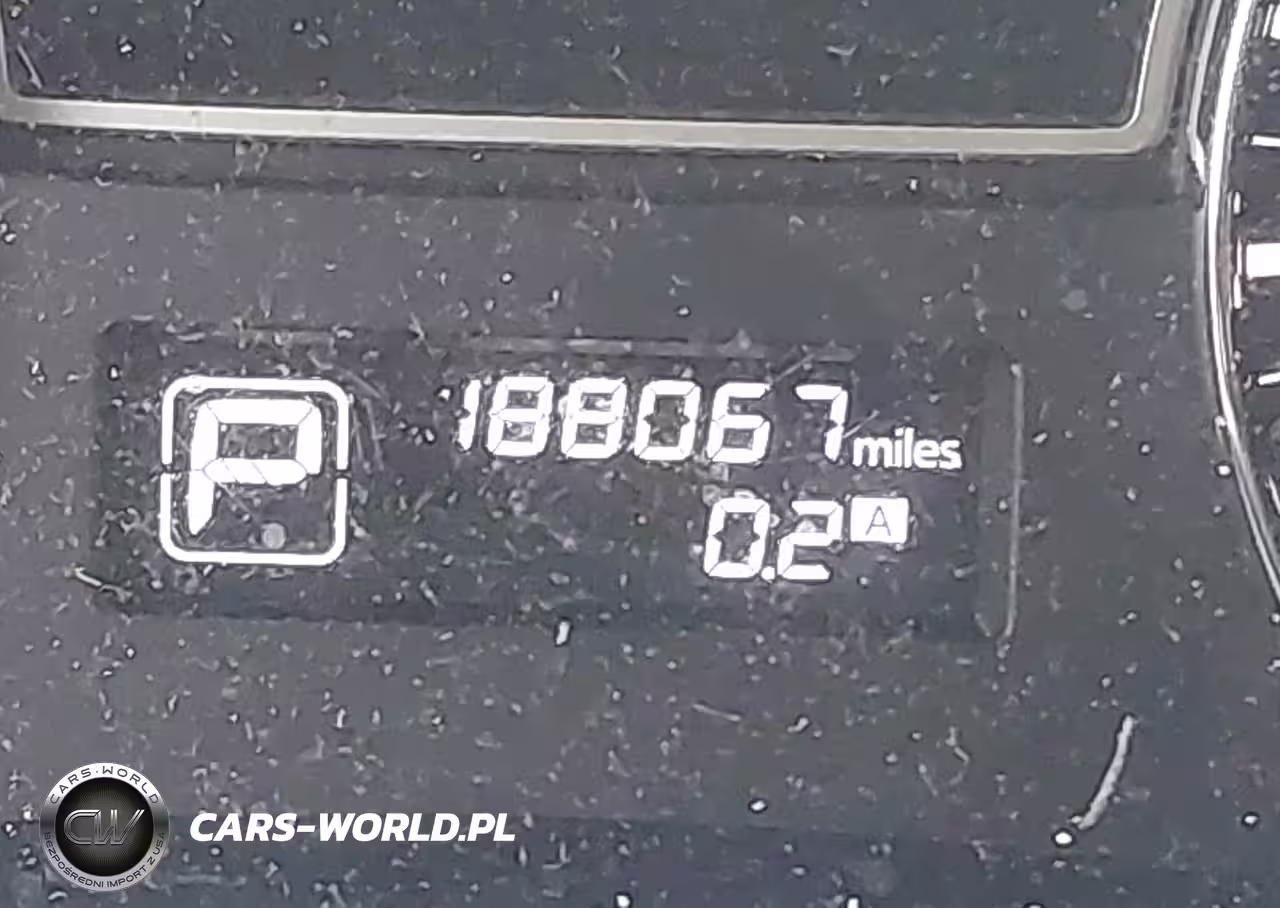 P
188067 miles
0.2 A
CARS·WORLD
CW
BEZPOŚREDNI IMPORT Z USA
CARS-WORLD.PL